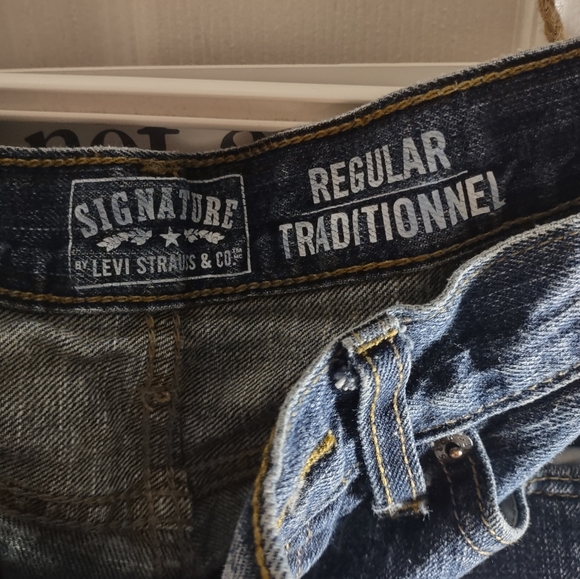 SIGNATURE
BY LEVI STRAUSS & CO.
REGULAR
TRADITIONNEL